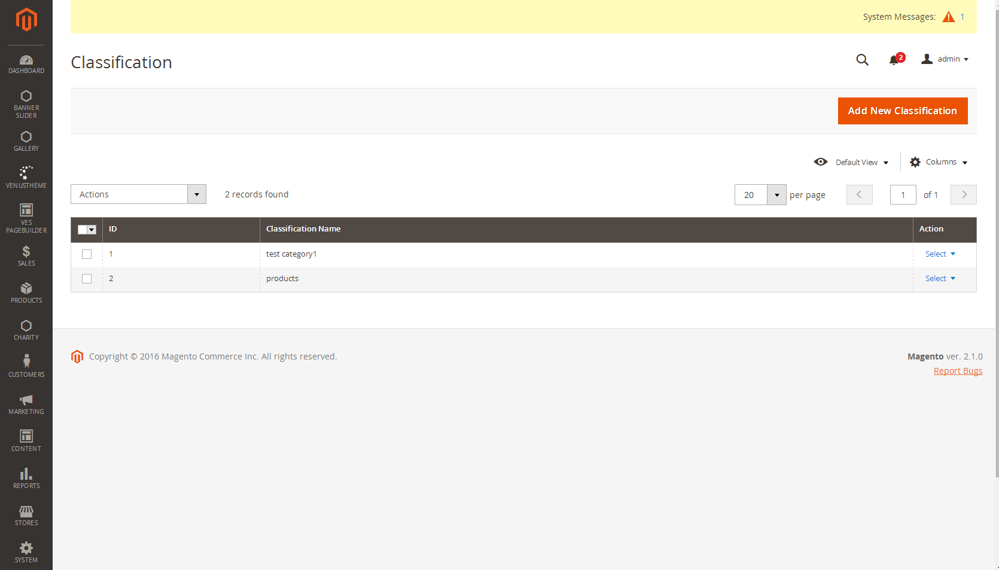 System Messages: 1
Classification
2
admin
Add New Classification
Default View
Columns
Actions
2 records found
20
per page
1
of 1
ID
Classification Name
Action
1
test category1
Select
2
products
Select
DASHBOARD
BANNER
SLIDER
GALLERY
VENUSTHEME
VES
PAGEBUILDER
SALES
PRODUCTS
CHARITY
CUSTOMERS
MARKETING
CONTENT
REPORTS
STORES
SYSTEM
Copyright © 2016 Magento Commerce Inc. All rights reserved.
Magento ver. 2.1.0
Report Bugs